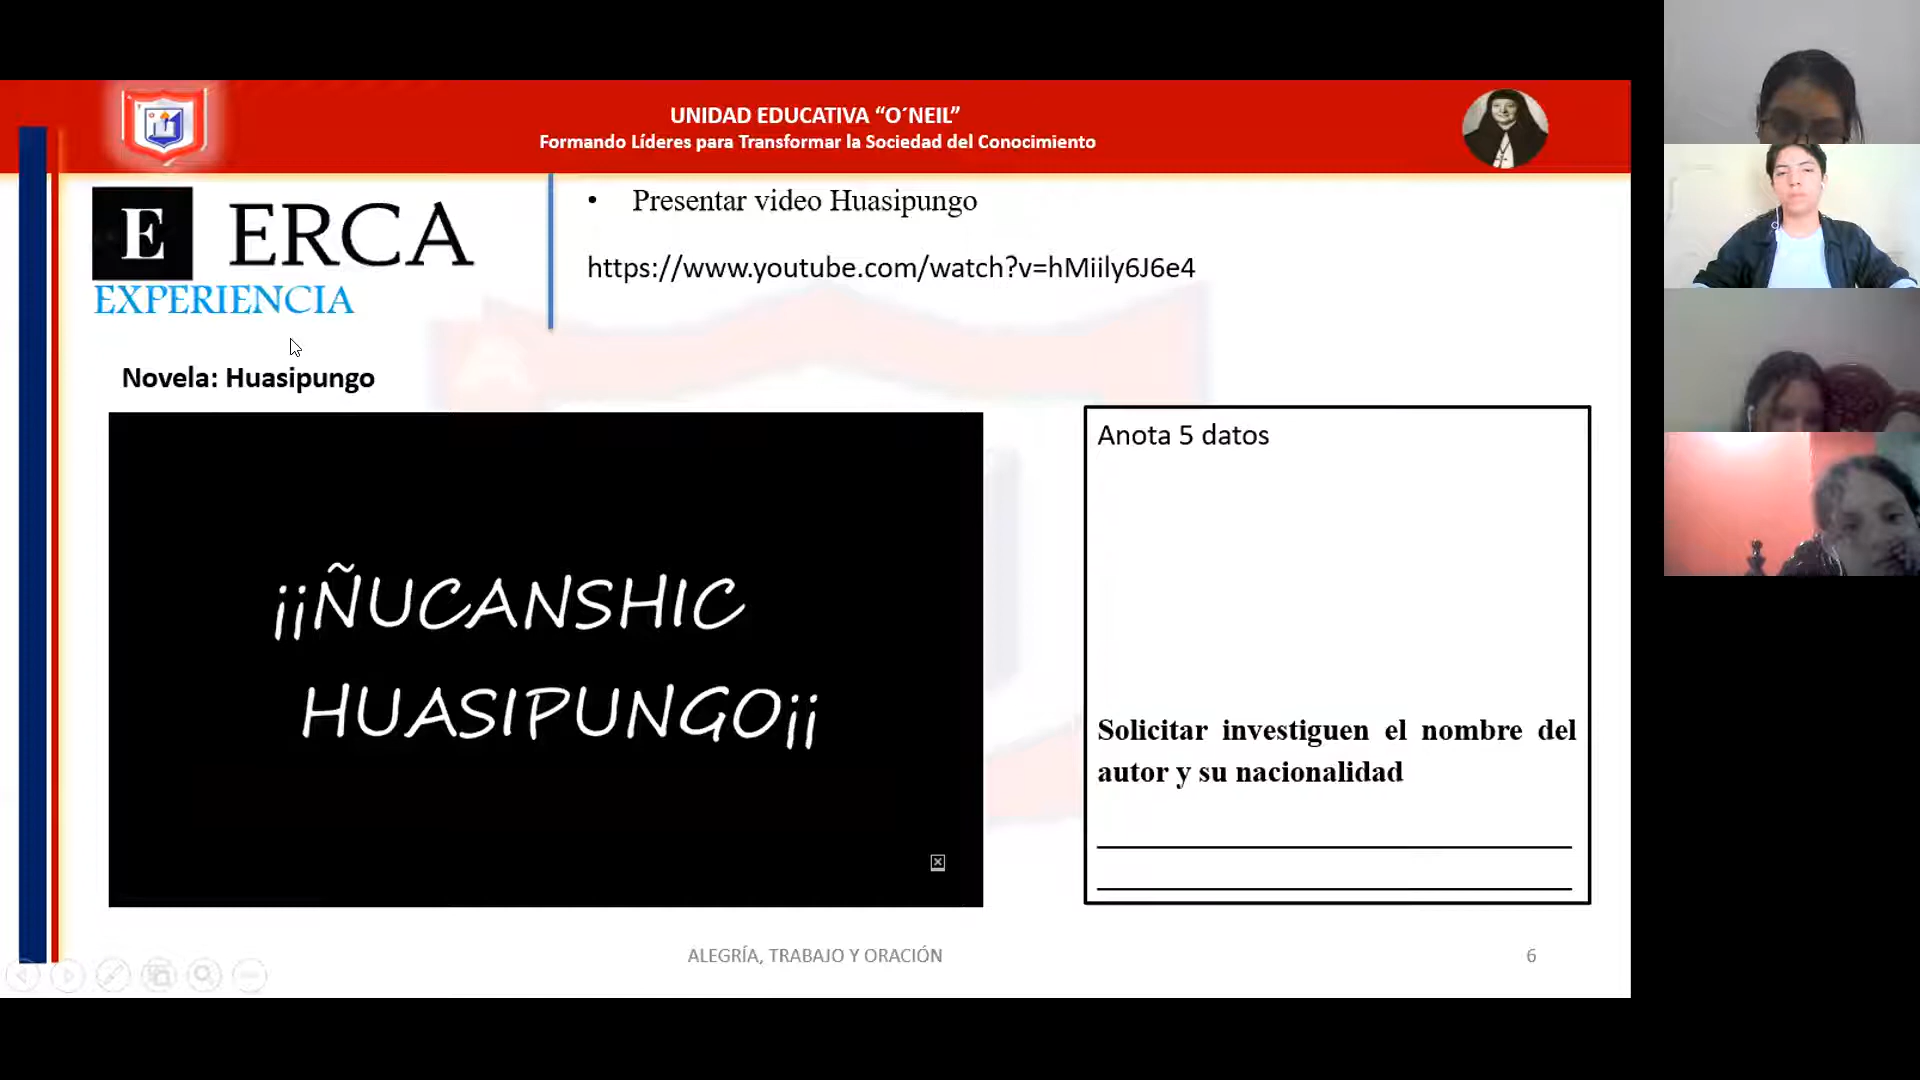 UNIDAD EDUCATIVA “O´NEIL”
Formando Líderes para Transformar la Sociedad del Conocimiento
E ERCA
EXPERIENCIA
• Presentar video Huasipungo
https://www.youtube.com/watch?v=hMiily6J6e4
Novela: Huasipungo
¡¡ÑUCANSHIC
HUASIPUNGO¡¡
Anota 5 datos
Solicitar investiguen el nombre del
autor y su nacionalidad
ALEGRÍA, TRABAJO Y ORACIÓN
6